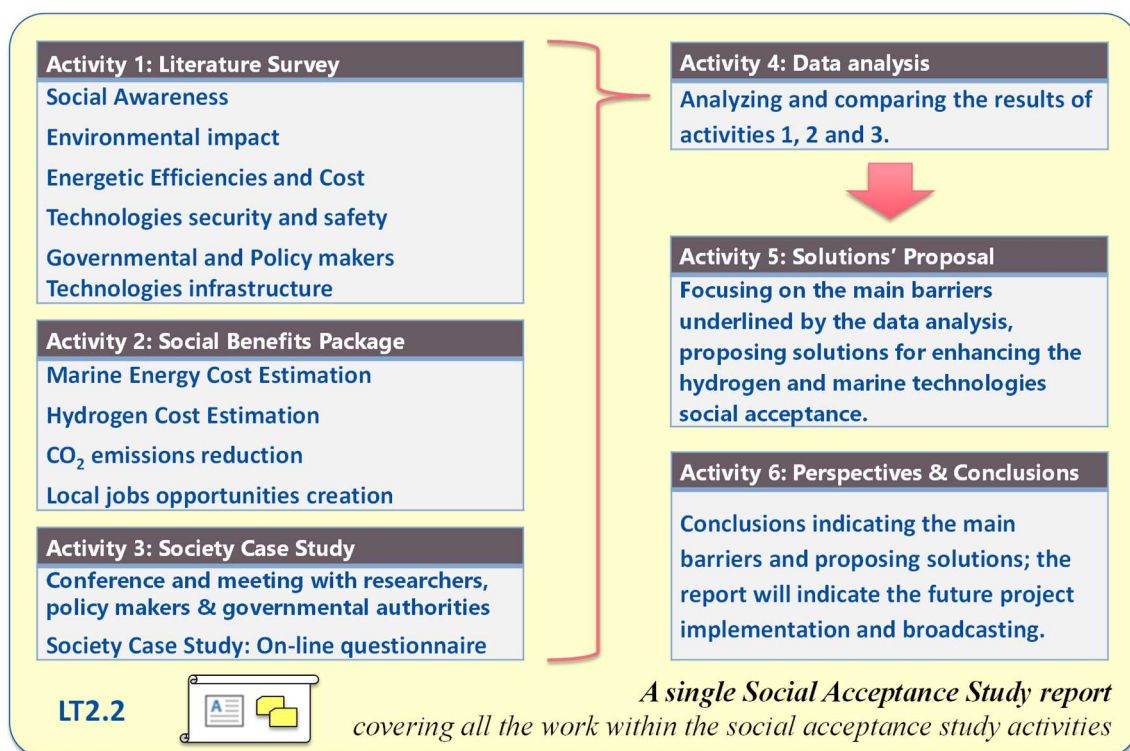 Activity 1: Literature Survey
Social Awareness
Environmental impact
Energetic Efficiencies and Cost
Technologies security and safety
Governmental and Policy makers
Technologies infrastructure
Activity 2: Social Benefits Package
Marine Energy Cost Estimation
Hydrogen Cost Estimation
CO₂ emissions reduction
Local jobs opportunities creation
Activity 3: Society Case Study
Conference and meeting with researchers,
policy makers & governmental authorities
Society Case Study: On-line questionnaire
Activity 4: Data analysis
Analyzing and comparing the results of
activities 1, 2 and 3.
Activity 5: Solutions’ Proposal
Focusing on the main barriers
underlined by the data analysis,
proposing solutions for enhancing the
hydrogen and marine technologies
social acceptance.
Activity 6: Perspectives & Conclusions
Conclusions indicating the main
barriers and proposing solutions; the
report will indicate the future project
implementation and broadcasting.
LT2.2
A
A single Social Acceptance Study report
covering all the work within the social acceptance study activities